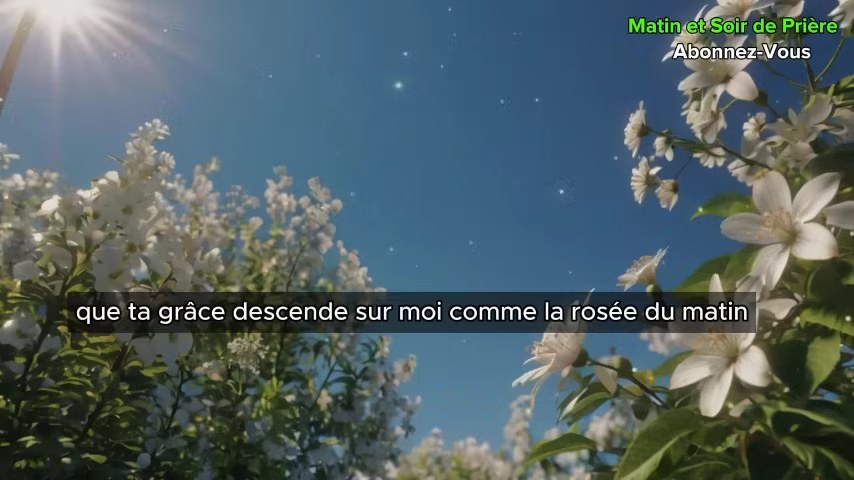 Matin et Soir de Prière
Abonnez-Vous
que ta grâce descende sur moi comme la rosée du matin